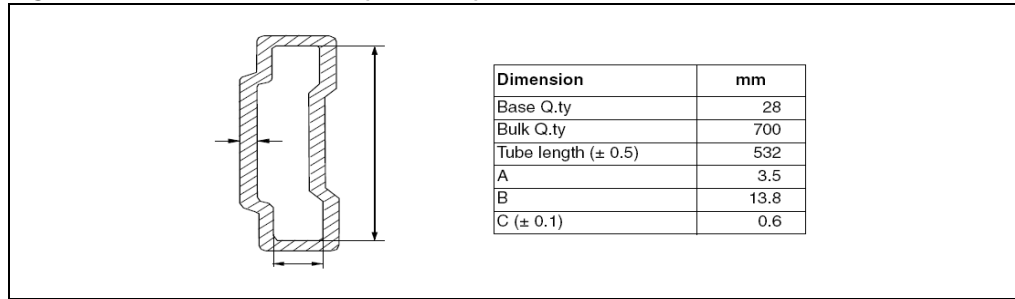 Dimension mm
Base Q.ty 28
Bulk Q.ty 700
Tube length (± 0.5) 532
A 3.5
B 13.8
C (± 0.1) 0.6